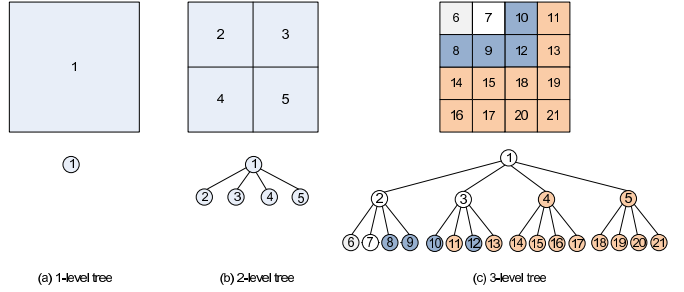 1
2 3
4 5
6 7 10 11
8 9 12 13
14 15 18 19
16 17 20 21
1
1
2 3 4 5
1
2 3 4 5
6 7 8 9 10 11 12 13 14 15 16 17 18 19 20 21
(a) 1-level tree
(b) 2-level tree
(c) 3-level tree